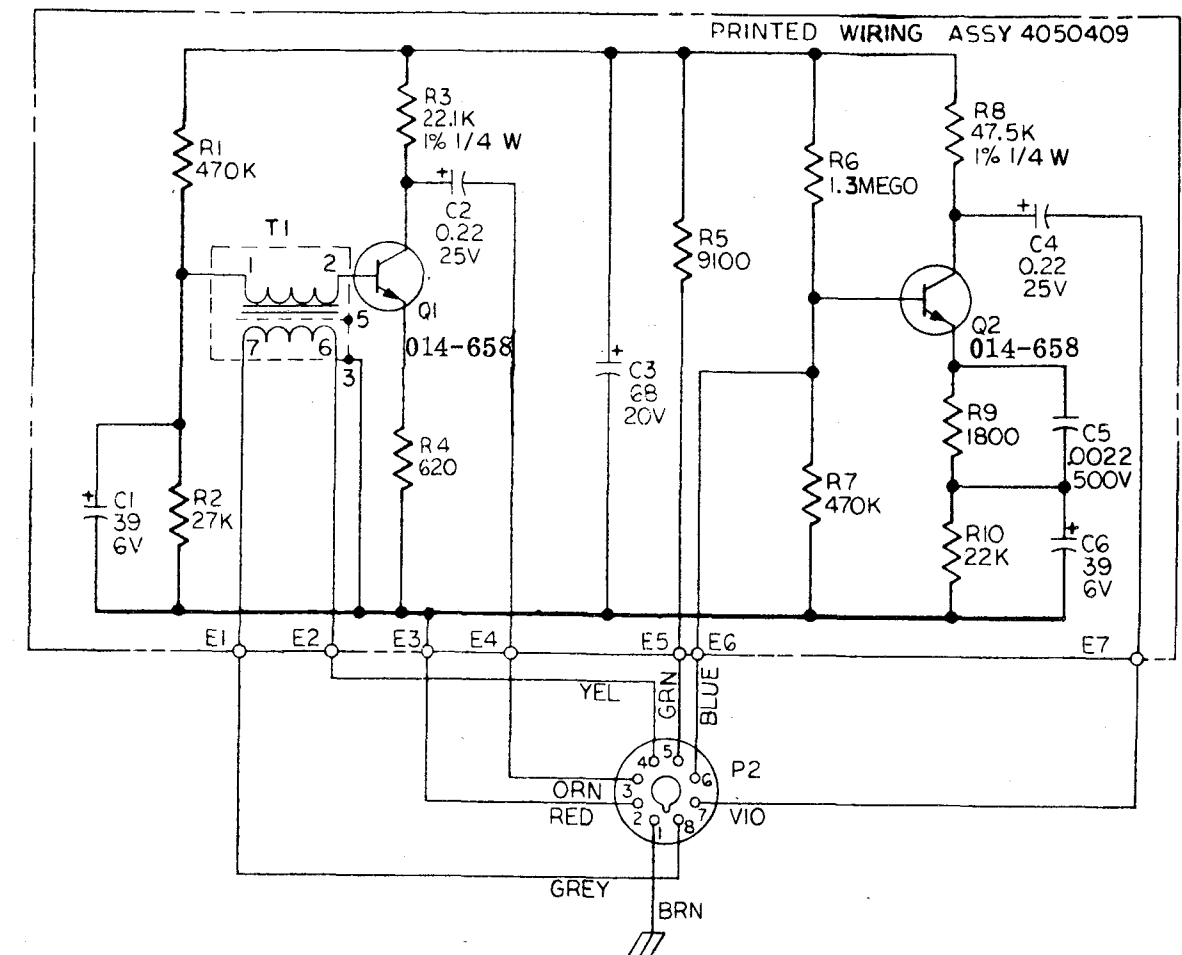 PRINTED WIRING ASSY 4050409
R1
470K
R3
22.1K
1% 1/4 W
C2
0.22
25V
+
T1
1
2
5
7
6
3
Q1
014-658
R4
620
+
C1
39
6V
R2
27K
+
C3
68
20V
R5
9100
R6
1.3MEGO
R7
470K
R8
47.5K
1% 1/4 W
+
C4
0.22
25V
Q2
014-658
R9
1800
C5
.0022
500V
R10
22K
+
C6
39
6V
E1
E2
E3
E4
E5
E6
E7
YEL
GRN
BLUE
ORN
RED
VIO
GREY
BRN
P2
4
5
3
6
2
7
1
8